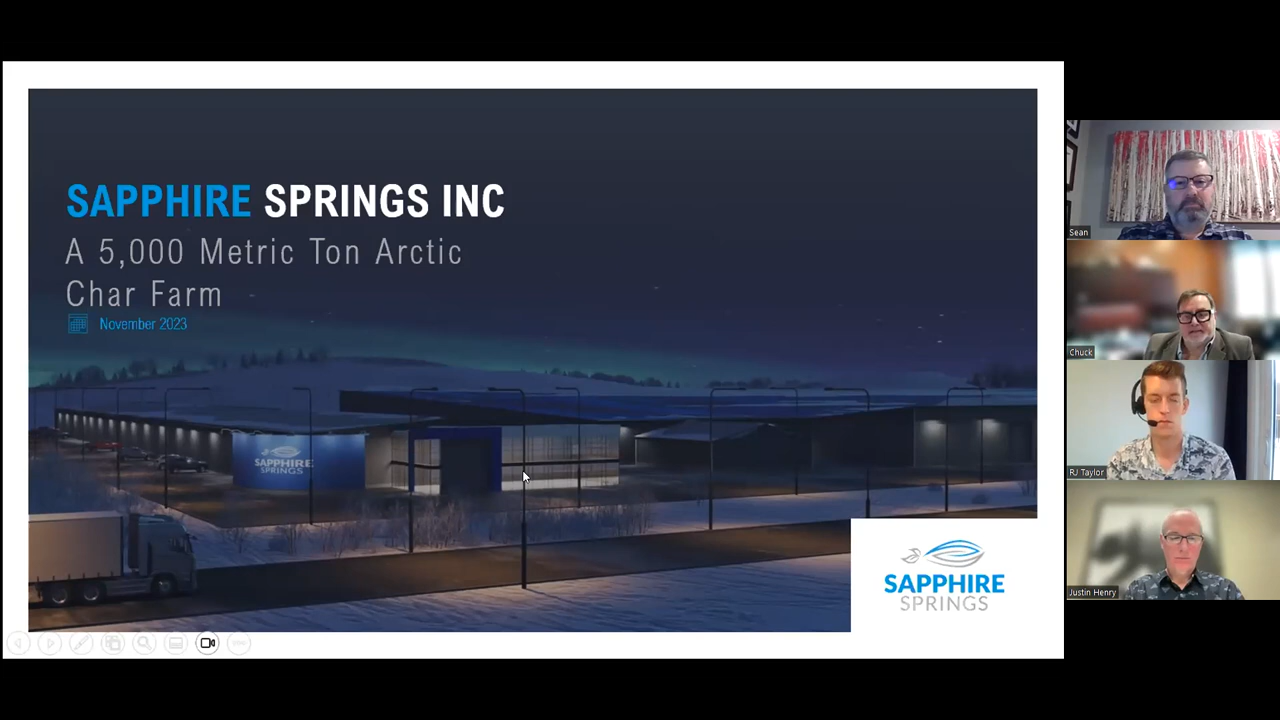 SAPPHIRE SPRINGS INC
A 5,000 Metric Ton Arctic
Char Farm
November 2023
SAPPHIRE
SPRINGS
SAPPHIRE
SPRINGS
Sean
Chuck
RJ Taylor
Justin Henry